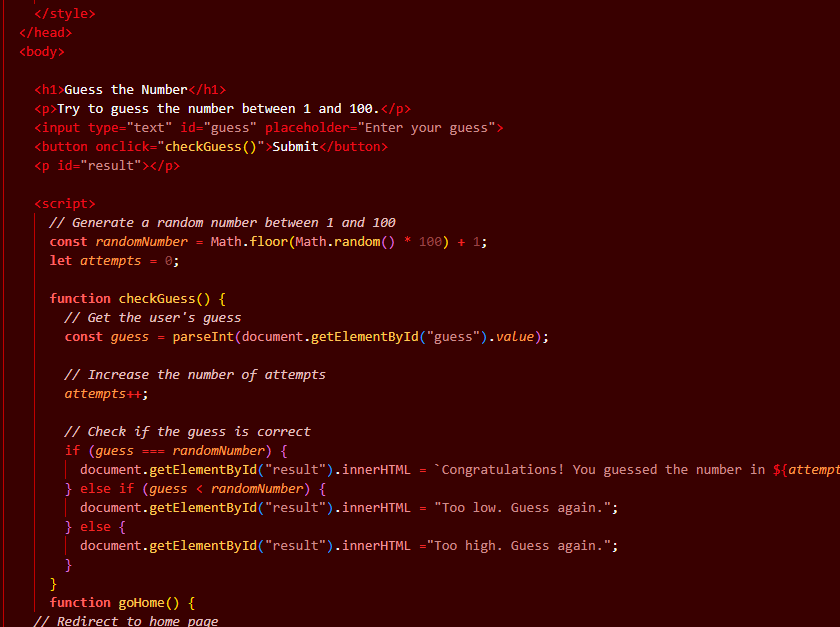 </style>
</head>
<body>
<h1>Guess the Number</h1>
<p>Try to guess the number between 1 and 100.</p>
<input type="text" id="guess" placeholder="Enter your guess">
<button onclick="checkGuess()">Submit</button>
<p id="result"></p>
<script>
// Generate a random number between 1 and 100
const randomNumber = Math.floor(Math.random() * 100) + 1;
let attempts = 0;
function checkGuess() {
// Get the user's guess
const guess = parseInt(document.getElementById("guess").value);
// Increase the number of attempts
attempts++;
// Check if the guess is correct
if (guess === randomNumber) {
document.getElementById("result").innerHTML = `Congratulations! You guessed the number in ${attempt
} else if (guess < randomNumber) {
document.getElementById("result").innerHTML = "Too low. Guess again.";
} else {
document.getElementById("result").innerHTML ="Too high. Guess again.";
}
}
function goHome() {
// Redirect to home page